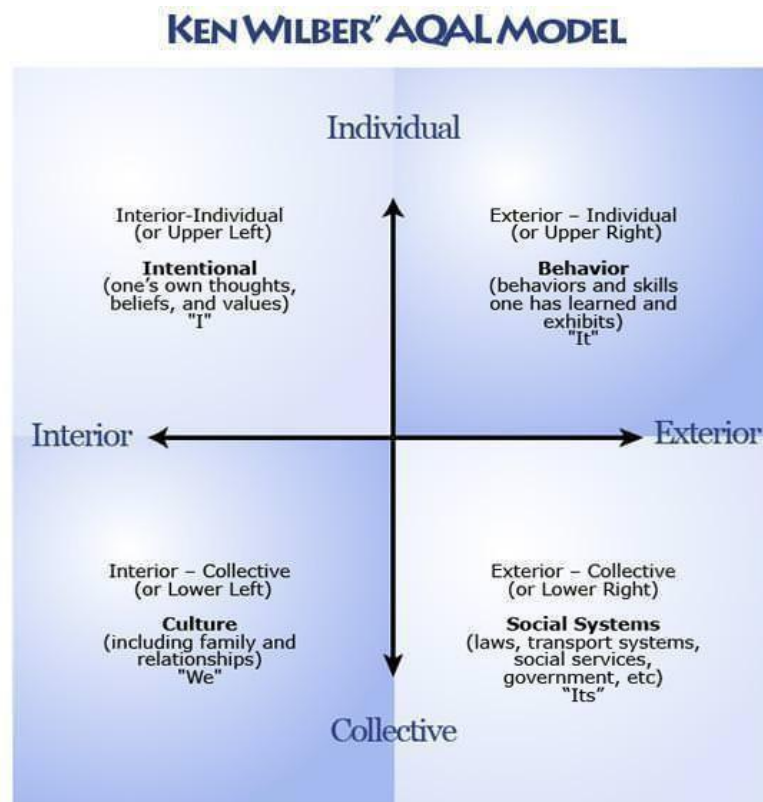 KEN WILBER" AQAL MODEL
Individual
Interior-Individual
(or Upper Left)
Intentional
(one's own thoughts,
beliefs, and values)
"I"
Exterior – Individual
(or Upper Right)
Behavior
(behaviors and skills
one has learned and
exhibits)
"It"
Interior
Exterior
Interior – Collective
(or Lower Left)
Culture
(including family and
relationships)
"We"
Exterior – Collective
(or Lower Right)
Social Systems
(laws, transport systems,
social services,
government, etc)
“Its”
Collective